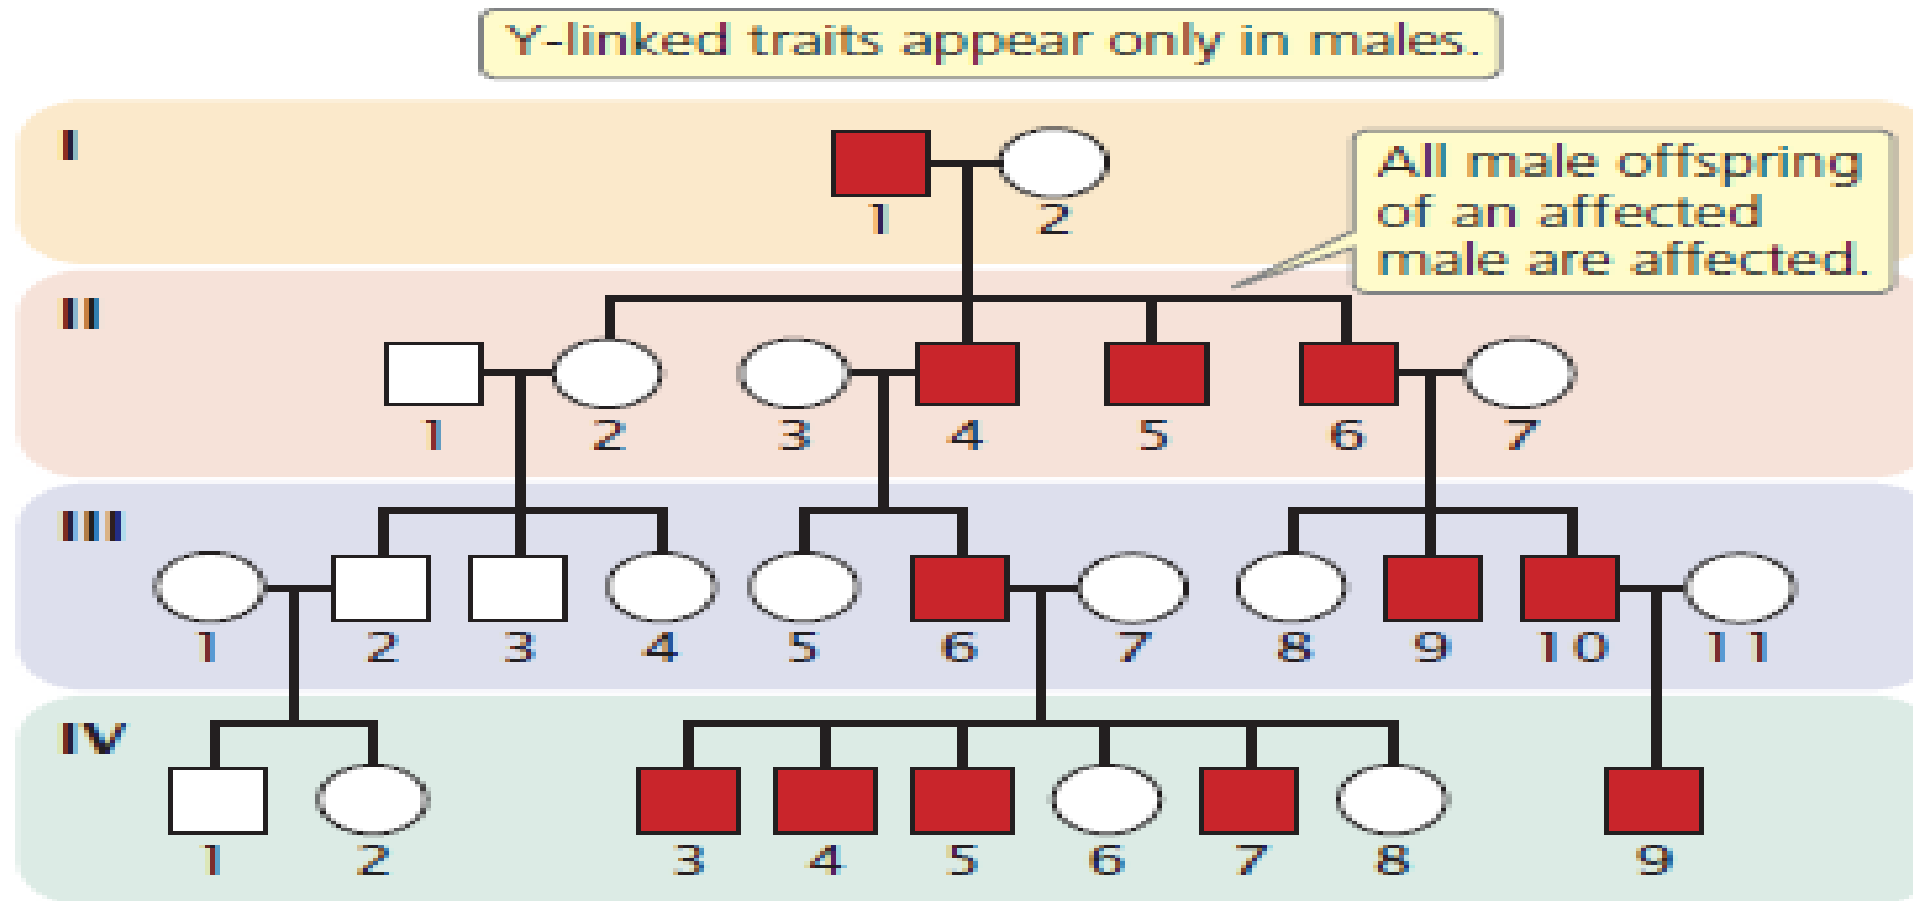 Y-linked traits appear only in males.
I
1 2
All male offspring
of an affected
male are affected.
II
1 2 3 4 5 6 7
III
1 2 3 4 5 6 7 8 9 10 11
IV
1 2 3 4 5 6 7 8 9